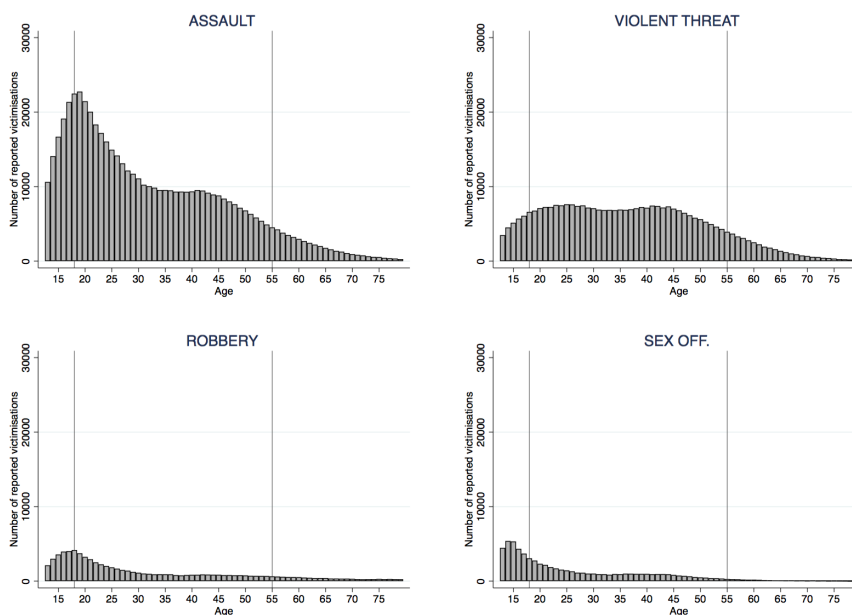 ASSAULT
Number of reported victimisations
30000
20000
10000
0
15 20 25 30 35 40 45 50 55 60 65 70 75
Age
VIOLENT THREAT
Number of reported victimisations
30000
20000
10000
0
15 20 25 30 35 40 45 50 55 60 65 70 75
Age
ROBBERY
Number of reported victimisations
30000
20000
10000
0
15 20 25 30 35 40 45 50 55 60 65 70 75
Age
SEX OFF.
Number of reported victimisations
30000
20000
10000
0
15 20 25 30 35 40 45 50 55 60 65 70 75
Age